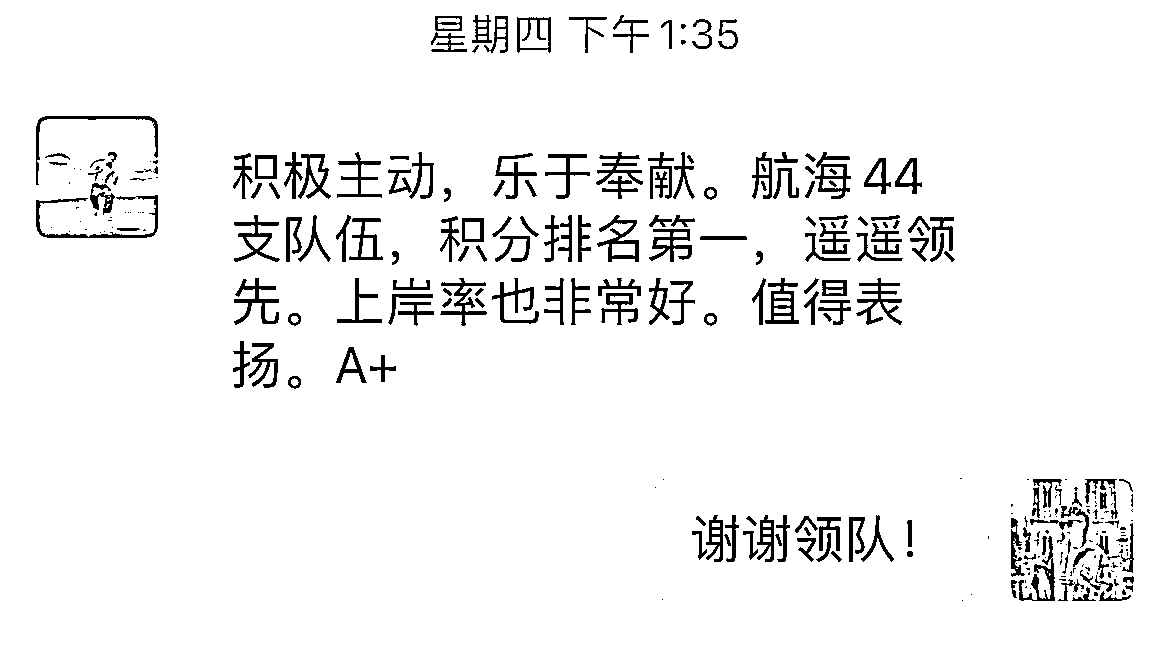 星期四 下午1:35
积极主动，乐于奉献。航海44
支队伍，积分排名第一，遥遥领
先。上岸率也非常好。值得表
扬。A+
谢谢领队！